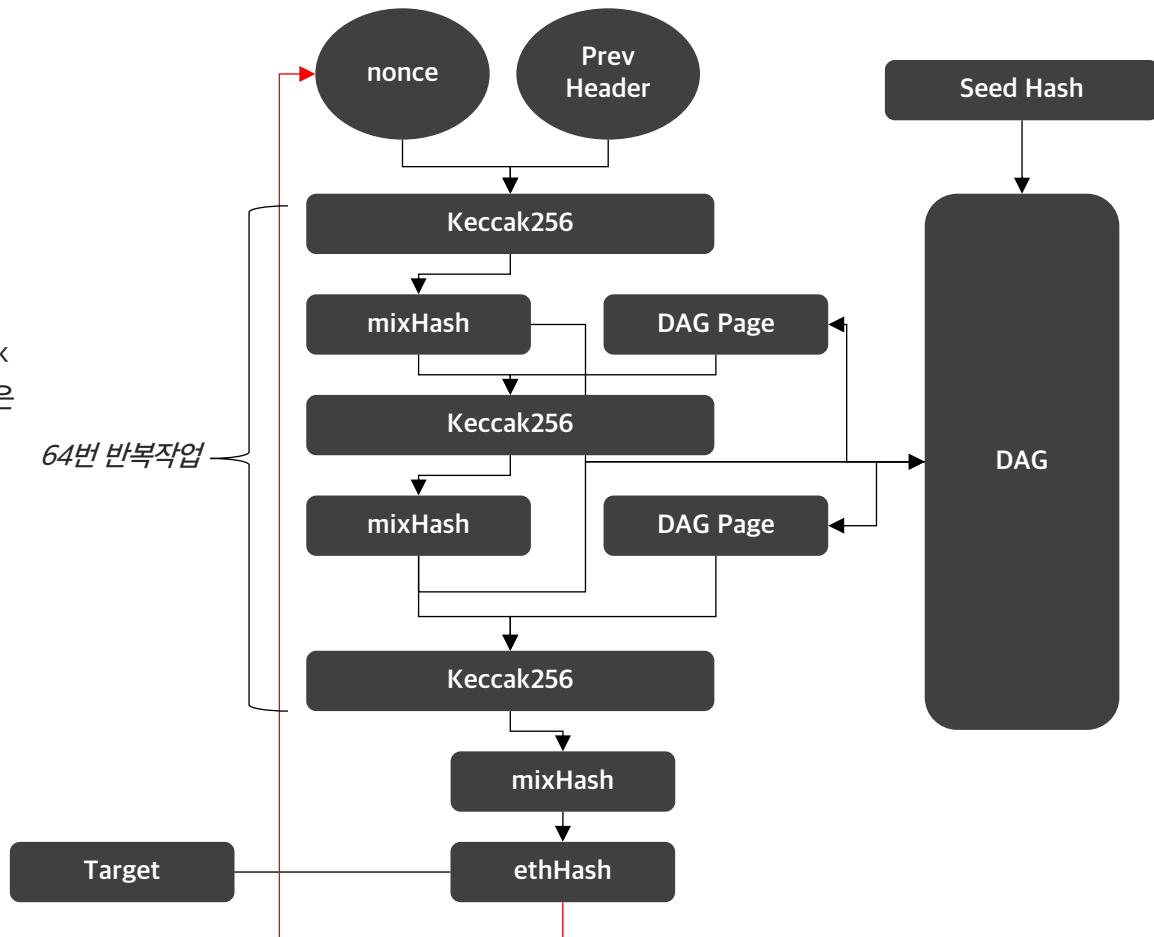 nonce
Prev
Header
Seed Hash
Keccak256
mixHash
DAG Page
Keccak256
64번 반복작업
DAG
mixHash
DAG Page
Keccak256
mixHash
Target
ethHash